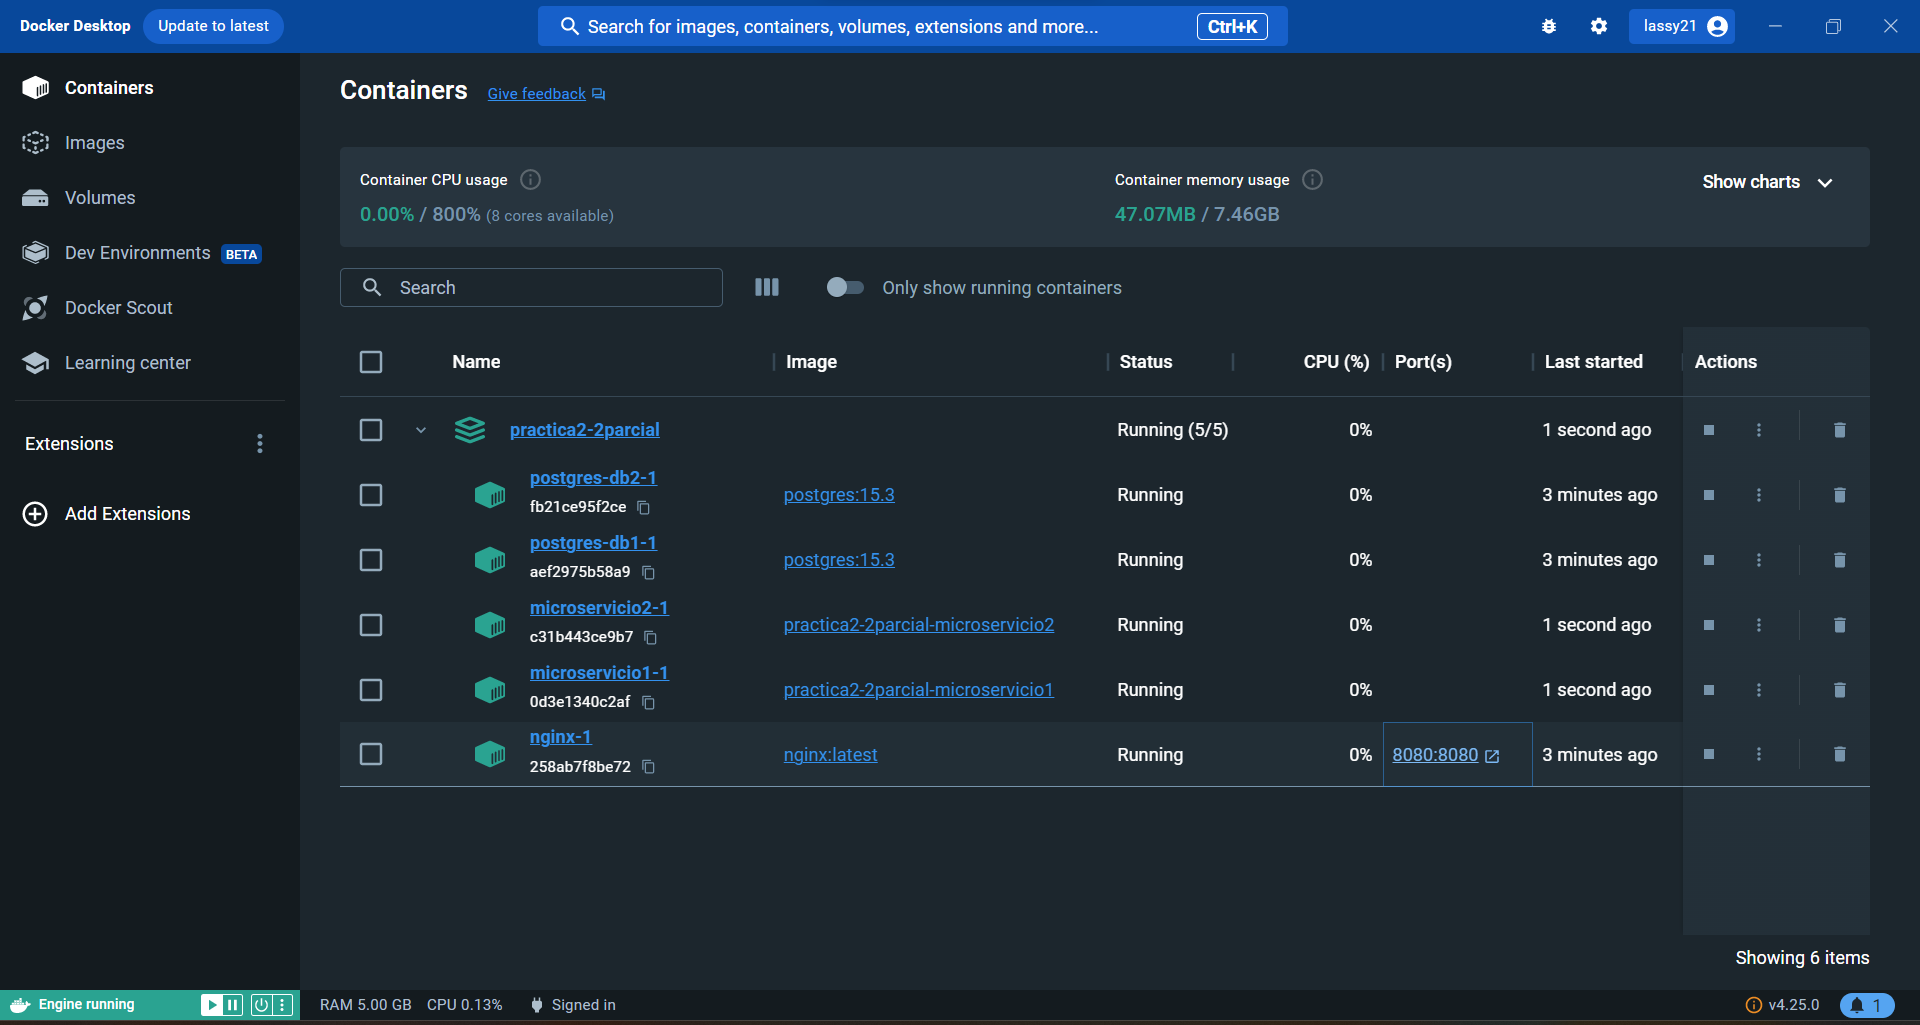 Docker Desktop Update to latest Search for images, containers, volumes, extensions and more... Ctrl+K lassy21
Containers
Images
Volumes
Dev Environments BETA
Docker Scout
Learning center
Extensions
Add Extensions
Containers Give feedback
Container CPU usage
0.00% / 800% (8 cores available)
Container memory usage
47.07MB / 7.46GB
Show charts
Search
Only show running containers
Name Image Status CPU (%) Port(s) Last started Actions
practica2-2parcial Running (5/5) 0% 1 second ago
postgres-db2-1
fb21ce95f2ce
postgres:15.3 Running 0% 3 minutes ago
postgres-db1-1
aef2975b58a9
postgres:15.3 Running 0% 3 minutes ago
microservicio2-1
c31b443ce9b7
practica2-2parcial-microservicio2 Running 0% 1 second ago
microservicio1-1
0d3e1340c2af
practica2-2parcial-microservicio1 Running 0% 1 second ago
nginx-1
258ab7f8be72
nginx:latest Running 0% 8080:8080 3 minutes ago
Showing 6 items
Engine running RAM 5.00 GB CPU 0.13% Signed in v4.25.0 1